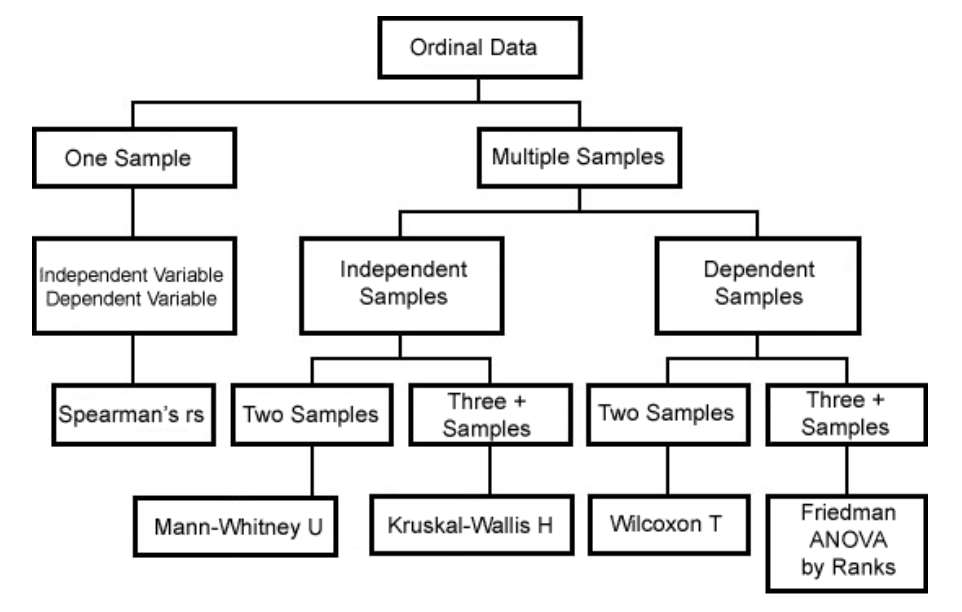 Ordinal Data
One Sample
Multiple Samples
Independent Variable
Dependent Variable
Independent
Samples
Dependent
Samples
Spearman's rs
Two Samples
Three +
Samples
Two Samples
Three +
Samples
Mann-Whitney U
Kruskal-Wallis H
Wilcoxon T
Friedman
ANOVA
by Ranks